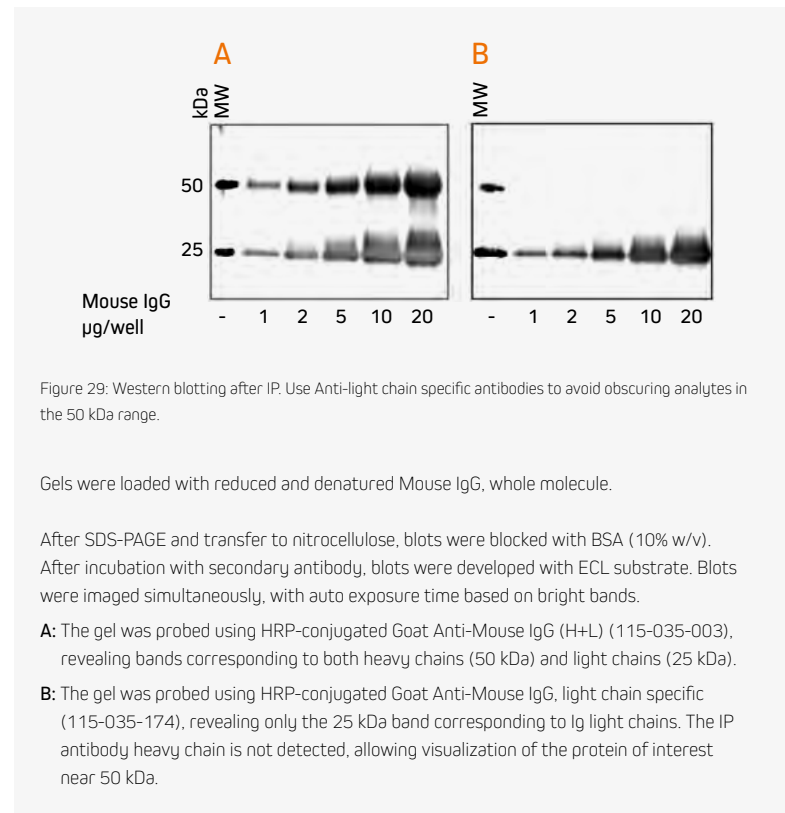 A
B
kDa
MW
MW
50
25
Mouse IgG
µg/well
- 1 2 5 10 20
- 1 2 5 10 20
Figure 29: Western blotting after IP. Use Anti-light chain specific antibodies to avoid obscuring analytes in
the 50 kDa range.
Gels were loaded with reduced and denatured Mouse IgG, whole molecule.
After SDS-PAGE and transfer to nitrocellulose, blots were blocked with BSA (10% w/v).
After incubation with secondary antibody, blots were developed with ECL substrate. Blots
were imaged simultaneously, with auto exposure time based on bright bands.
A: The gel was probed using HRP-conjugated Goat Anti-Mouse IgG (H+L) (115-035-003),
revealing bands corresponding to both heavy chains (50 kDa) and light chains (25 kDa).
B: The gel was probed using HRP-conjugated Goat Anti-Mouse IgG, light chain specific
(115-035-174), revealing only the 25 kDa band corresponding to Ig light chains. The IP
antibody heavy chain is not detected, allowing visualization of the protein of interest
near 50 kDa.